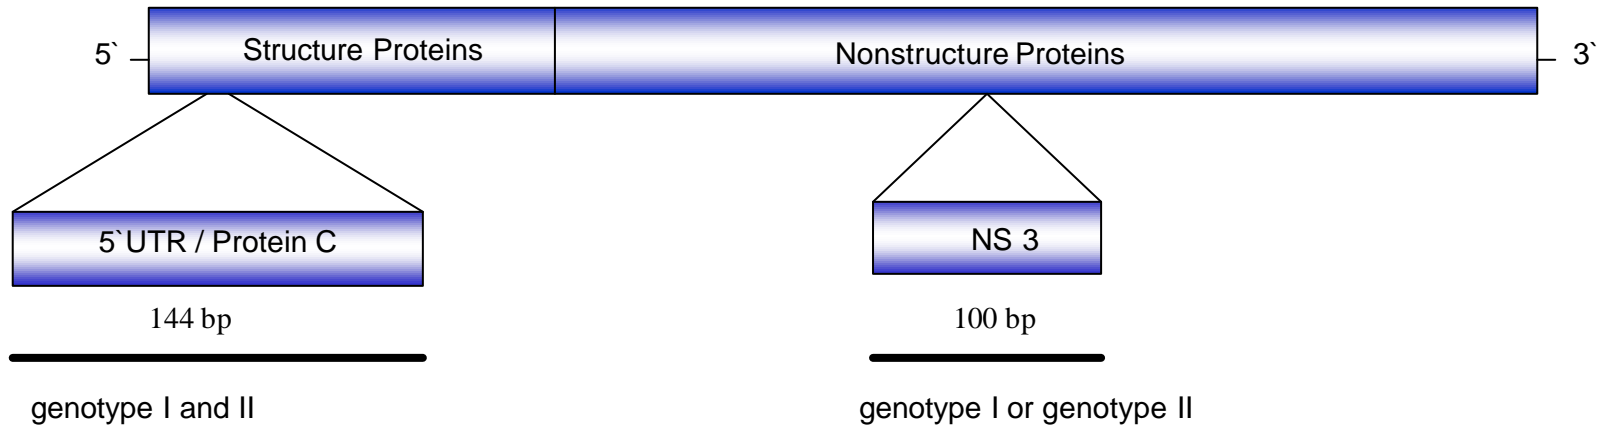 5` Structure Proteins Nonstructure Proteins 3`
5`UTR / Protein C NS 3
144 bp 100 bp
genotype I and II genotype I or genotype II